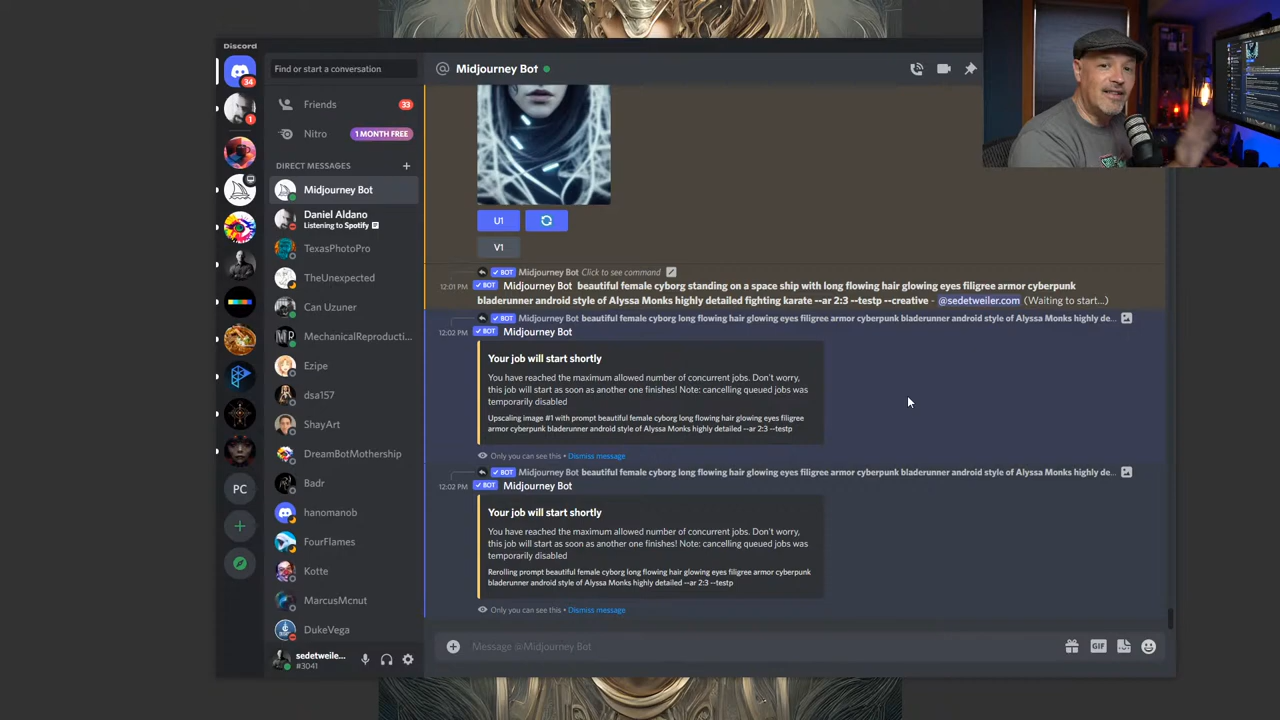 Discord
34
Find or start a conversation
Midjourney Bot
Friends
33
1
Nitro
1 MONTH FREE
DIRECT MESSAGES
Midjourney Bot
Daniel Aldano
Listening to Spotify
TexasPhotoPro
TheUnexpected
Can Uzuner
MechanicalReproducti...
Ezipe
dsa157
ShayArt
DreamBotMothership
Badr
PC
hanomanob
FourFlames
Kotte
MarcusMcnut
DukeVega
sedetweile...
#3041
U1
V1
BOT Midjourney Bot Click to see command
12:01 PM BOT Midjourney Bot beautiful female cyborg standing on a space ship with long flowing hair glowing eyes filigree armor cyberpunk
bladerunner android style of Alyssa Monks highly detailed fighting karate --ar 2:3 --testp --creative - @sedetweiler.com (Waiting to start...)
BOT Midjourney Bot beautiful female cyborg long flowing hair glowing eyes filigree armor cyberpunk bladerunner android style of Alyssa Monks highly de...
12:02 PM BOT Midjourney Bot
Your job will start shortly
You have reached the maximum allowed number of concurrent jobs. Don't worry,
this job will start as soon as another one finishes! Note: cancelling queued jobs was
temporarily disabled
Upscaling image #1 with prompt beautiful female cyborg long flowing hair glowing eyes filigree
armor cyberpunk bladerunner android style of Alyssa Monks highly detailed --ar 2:3 --testp
Only you can see this • Dismiss message
BOT Midjourney Bot beautiful female cyborg long flowing hair glowing eyes filigree armor cyberpunk bladerunner android style of Alyssa Monks highly de...
12:02 PM BOT Midjourney Bot
Your job will start shortly
You have reached the maximum allowed number of concurrent jobs. Don't worry,
this job will start as soon as another one finishes! Note: cancelling queued jobs was
temporarily disabled
Rerolling prompt beautiful female cyborg long flowing hair glowing eyes filigree armor cyberpunk
bladerunner android style of Alyssa Monks highly detailed --ar 2:3 --testp
Only you can see this • Dismiss message
Message @Midjourney Bot
GIF